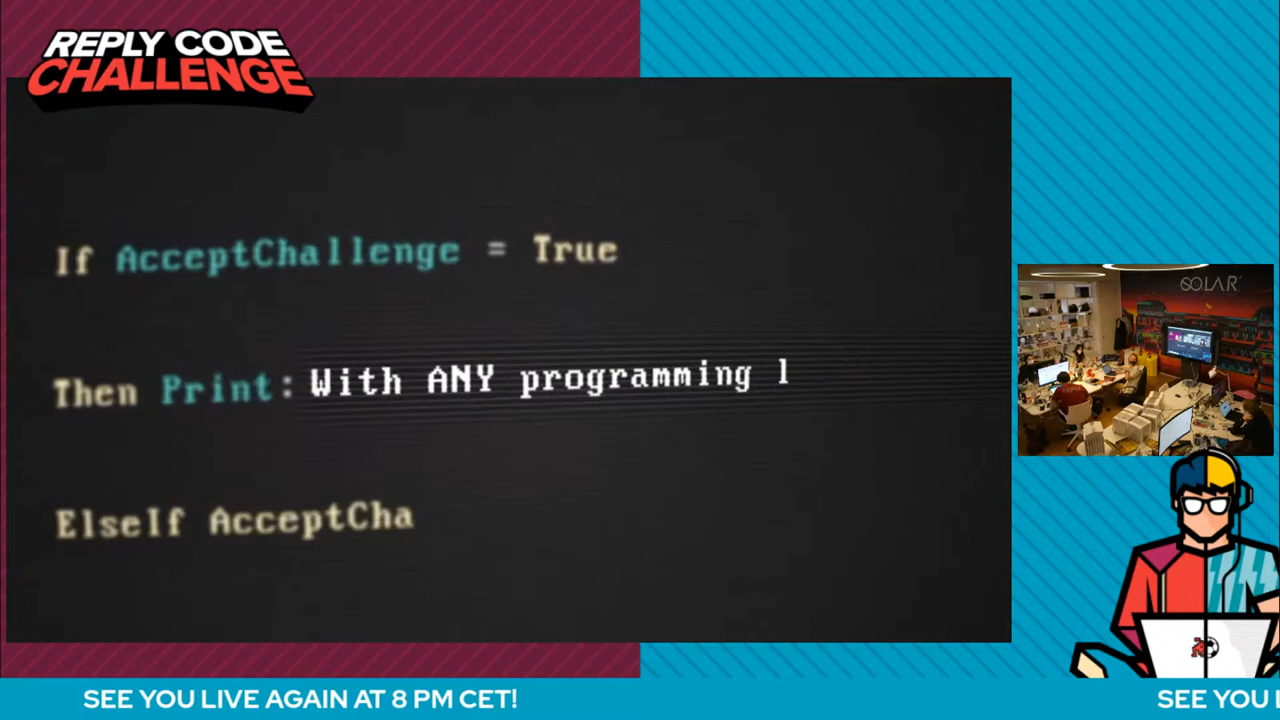 REPLY CODE
CHALLENGE
If AcceptChallenge = True
Then Print: With ANY programming l
ElseIf AcceptCha
SOLAR
SEE YOU LIVE AGAIN AT 8 PM CET!
SEE YOU L